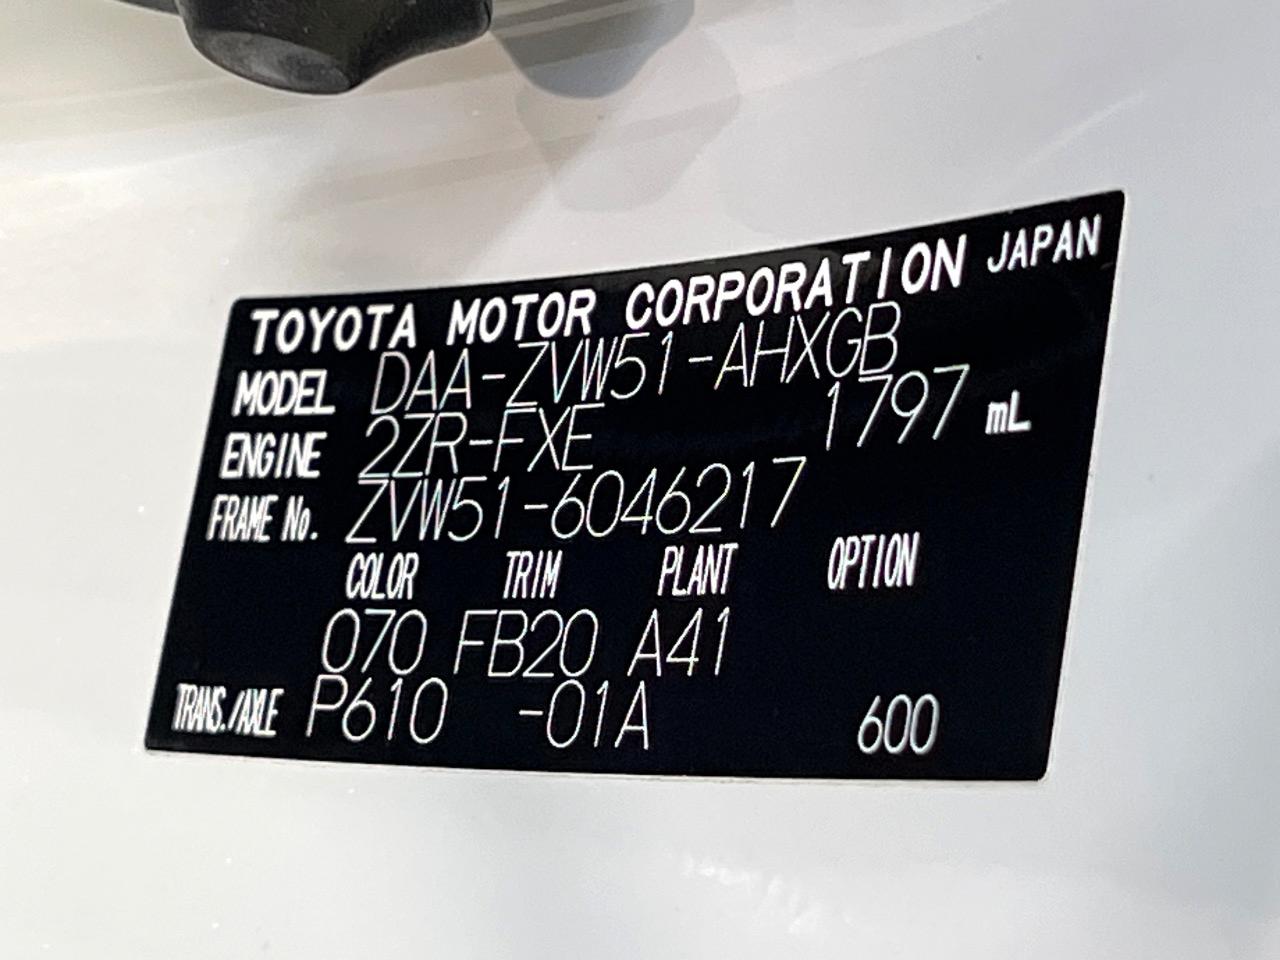 TOYOTA MOTOR CORPORATION JAPAN
MODEL DAA-ZVW51-AHXGB
ENGINE 2ZR-FXE 1797 mL
FRAME No. ZVW51-6046217
COLOR TRIM PLANT OPTION
070 FB20 A41
TRANS./AXLE P610 -01A 600